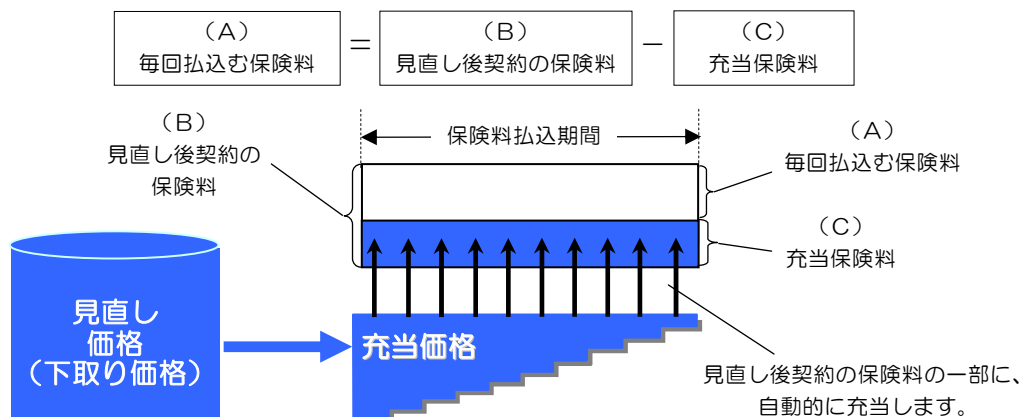 (A)
毎回払込む保険料
=
(B)
見直し後契約の保険料
−
(C)
充当保険料
(B)
見直し後契約の
保険料
保険料払込期間
(A)
毎回払込む保険料
(C)
充当保険料
見直し
価格
(下取り価格)
充当価格
見直し後契約の保険料の一部に、
自動的に充当します。